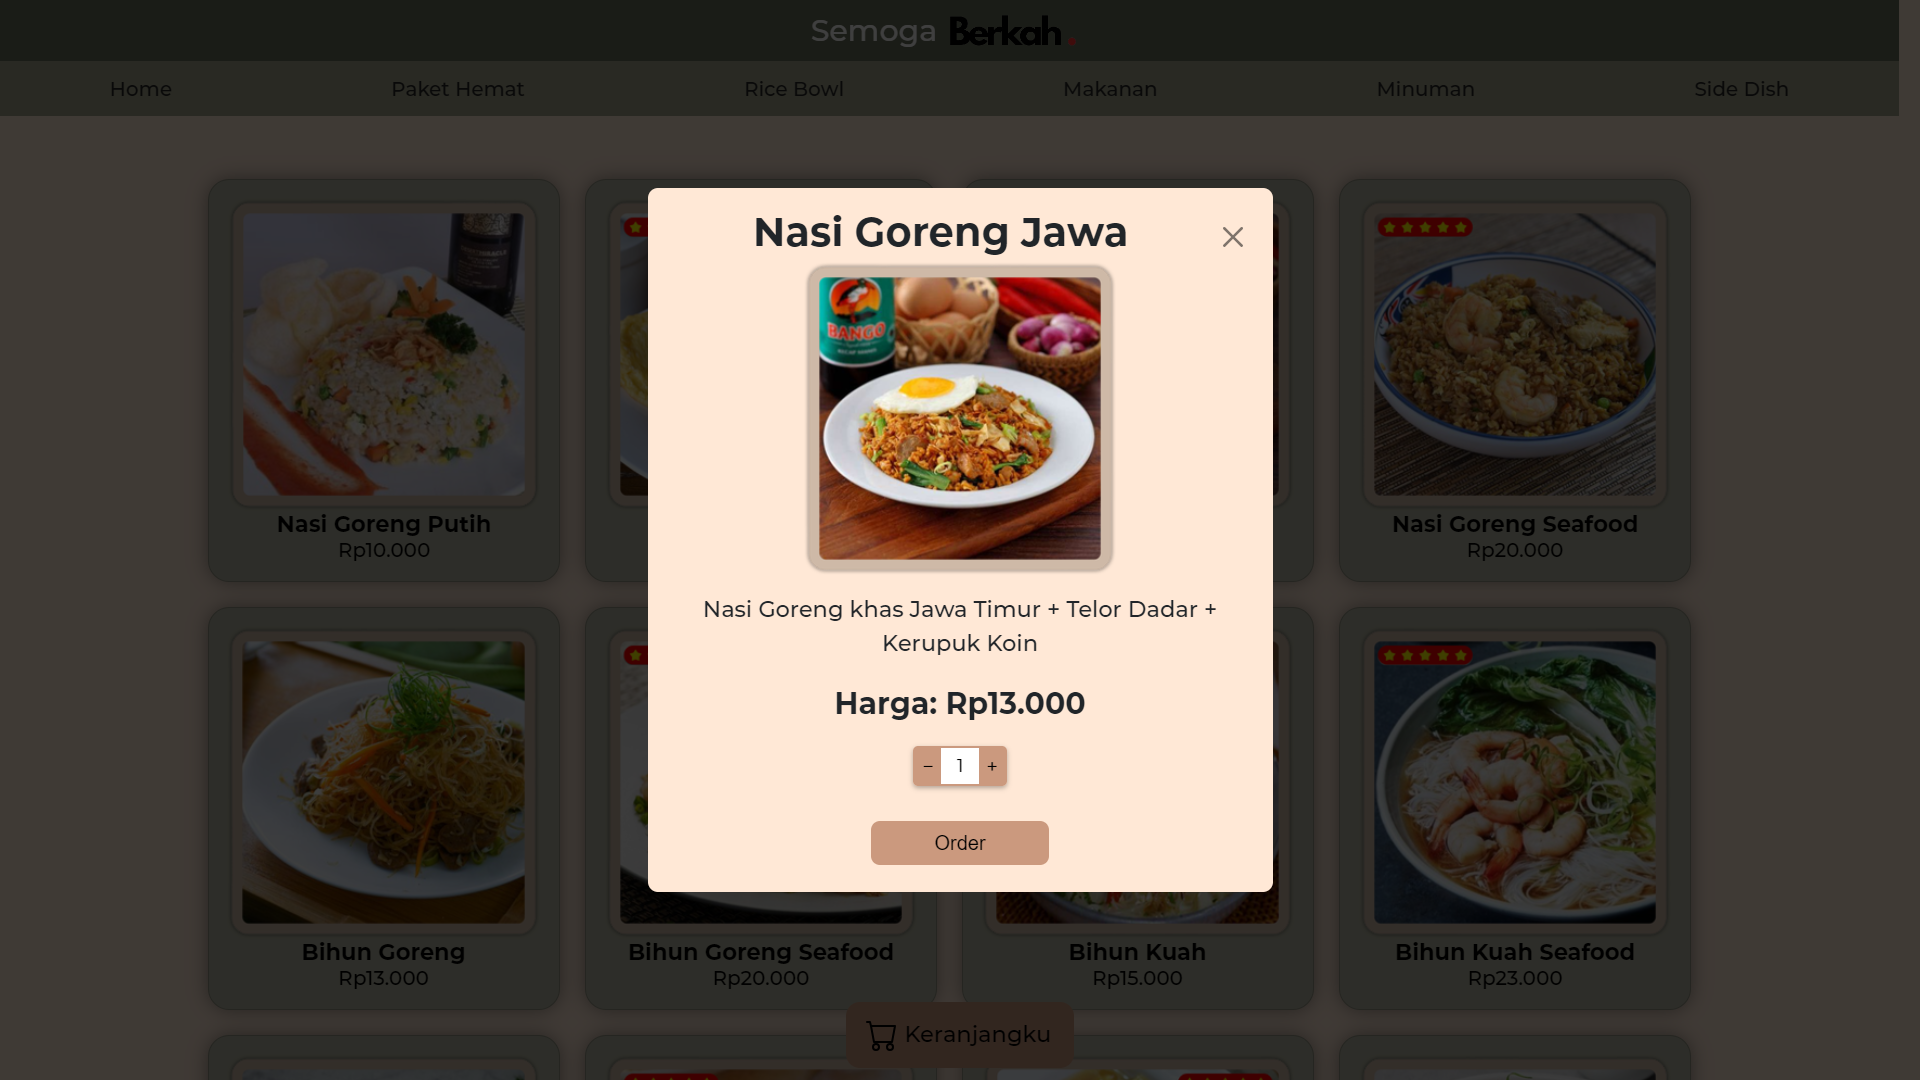 Semoga Berkah.
Home
Paket Hemat
Rice Bowl
Makanan
Minuman
Side Dish
Nasi Goreng Jawa
BANGO
Nasi Goreng khas Jawa Timur + Telor Dadar +
Kerupuk Koin
Harga: Rp13.000
− 1 +
Order
Nasi Goreng Putih
Rp10.000
Nasi Goreng Seafood
Rp20.000
Bihun Goreng
Rp13.000
Bihun Goreng Seafood
Rp20.000
Bihun Kuah
Rp15.000
Bihun Kuah Seafood
Rp23.000
Keranjangku